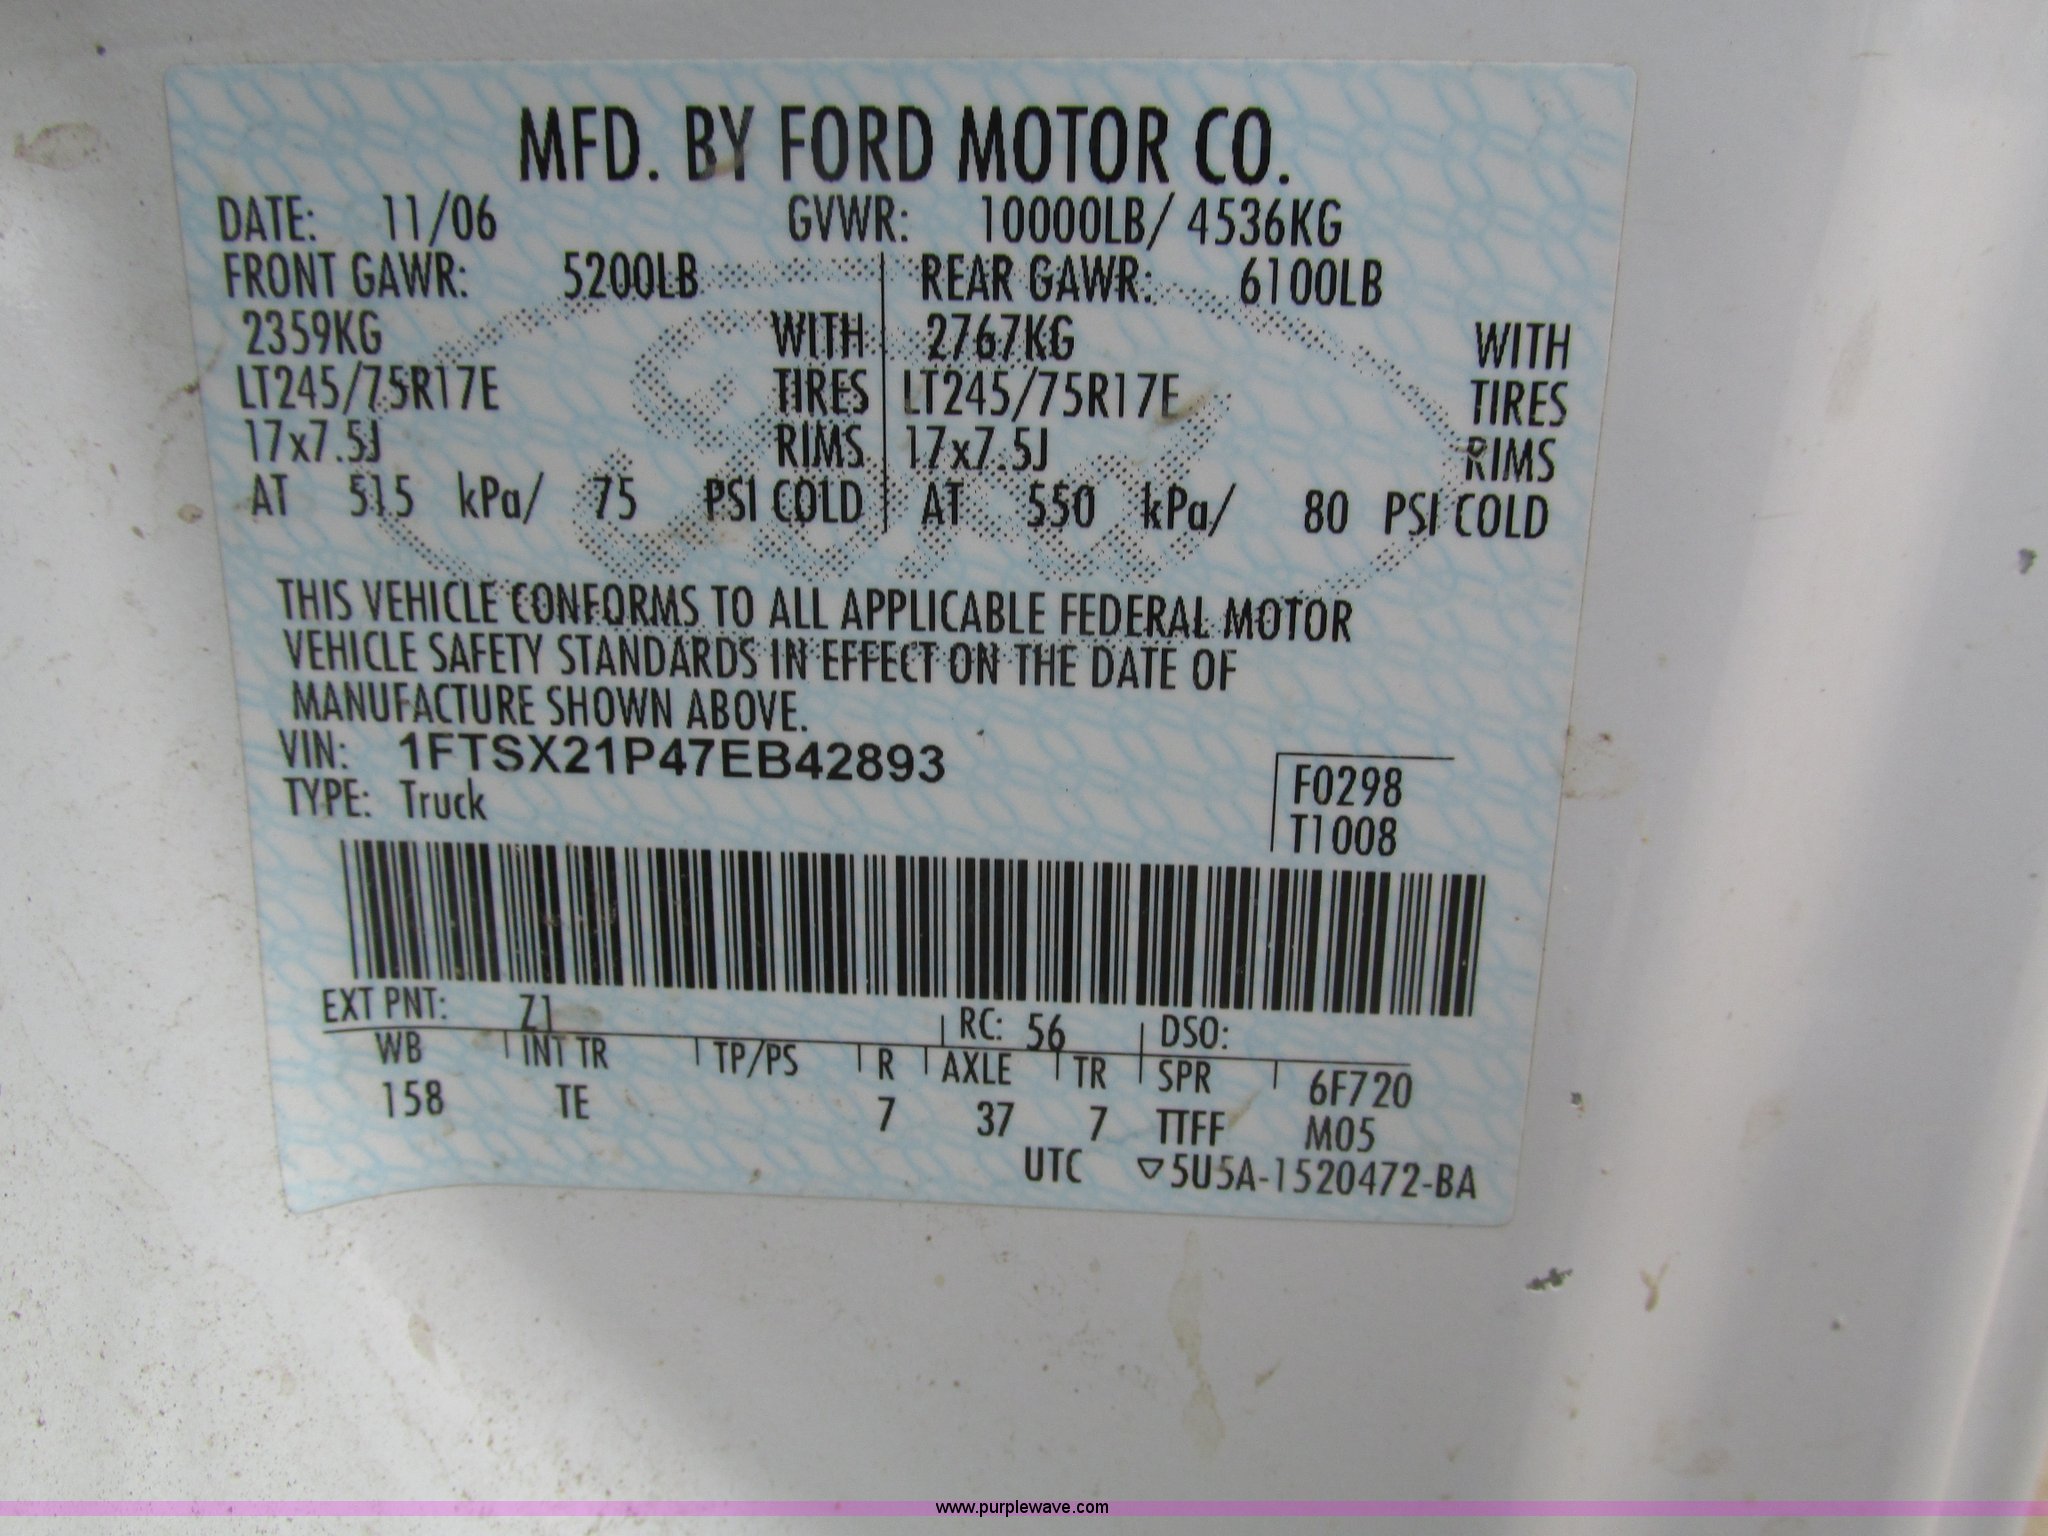 MFD. BY FORD MOTOR CO.
DATE: 11/06 GVWR: 10000LB/ 4536KG
FRONT GAWR: 5200LB REAR GAWR: 6100LB
2359KG WITH 2767KG WITH
LT245/75R17E TIRES LT245/75R17E TIRES
17x7.5J RIMS 17x7.5J RIMS
AT 515 kPa/ 75 PSI COLD AT 550 kPa/ 80 PSI COLD
Ford
THIS VEHICLE CONFORMS TO ALL APPLICABLE FEDERAL MOTOR
VEHICLE SAFETY STANDARDS IN EFFECT ON THE DATE OF
MANUFACTURE SHOWN ABOVE.
VIN: 1FTSX21P47EB42893
TYPE: Truck
F0298
T1008
EXT PNT: Z1 RC: 56 DSO:
WB INT TR TP/PS R AXLE TR SPR 6F720
158 TE 7 37 7 TTFF M05
UTC ▽5U5A-1520472-BA
www.purplewave.com